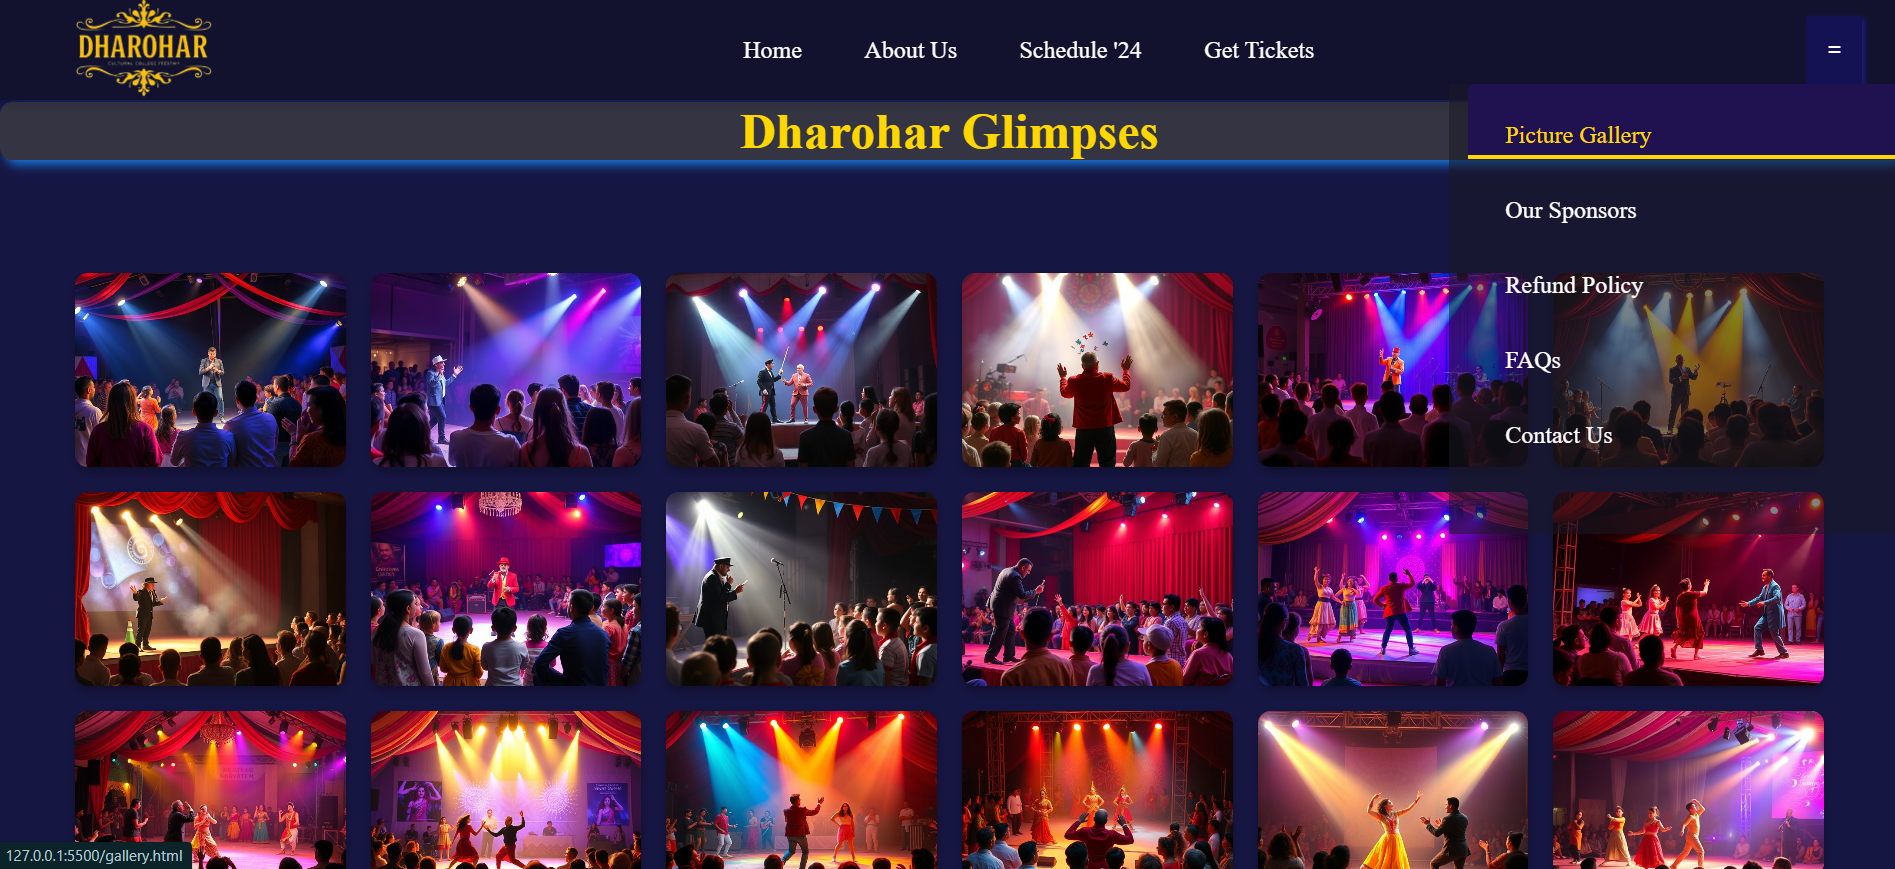 DHAROHAR
CULTURAL COLLEGE FESTIVAL
Home
About Us
Schedule '24
Get Tickets
=
Dharohar Glimpses
Picture Gallery
Our Sponsors
Refund Policy
FAQs
Contact Us
127.0.0.1:5500/gallery.html